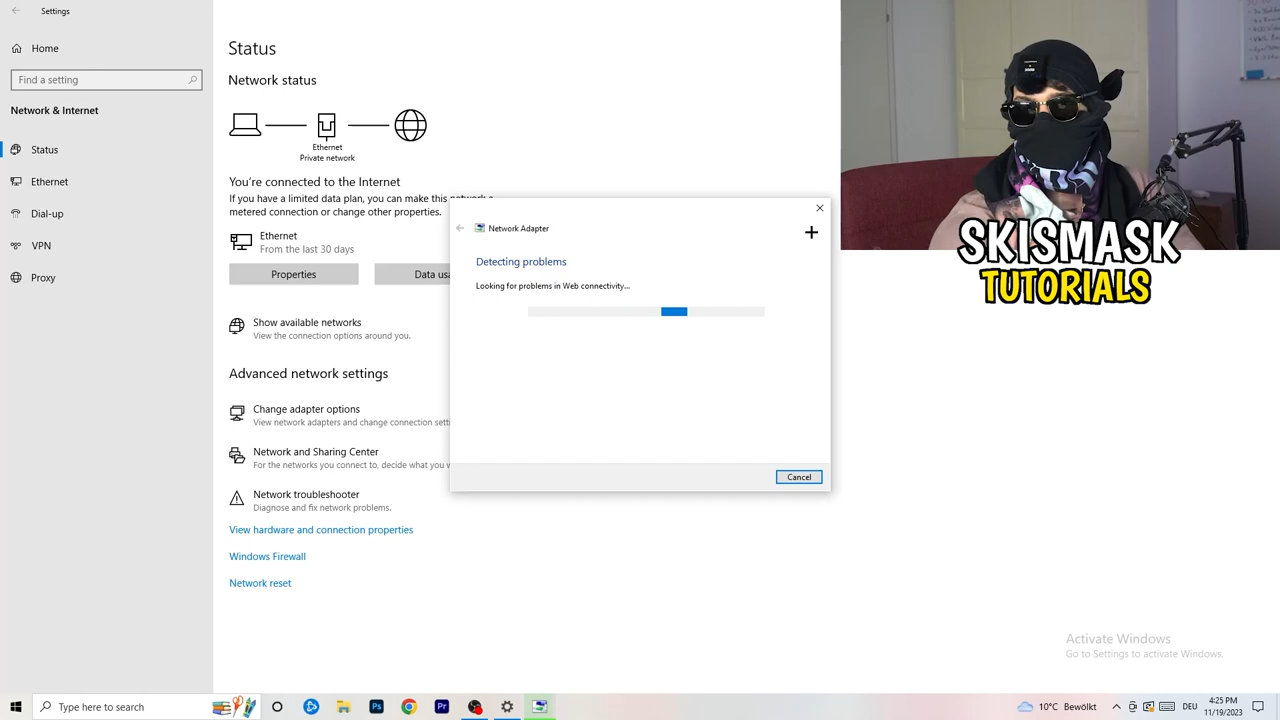 Settings
Home
Find a setting
Network & Internet
Status
Ethernet
Dial-up
VPN
Proxy
Status
Network status
Ethernet
Private network
You're connected to the Internet
If you have a limited data plan, you can make this network a
metered connection or change other properties.
Ethernet
From the last 30 days
Properties
Data usa
Show available networks
View the connection options around you.
Advanced network settings
Change adapter options
View network adapters and change connection setti
Network and Sharing Center
For the networks you connect to, decide what you w
Network troubleshooter
Diagnose and fix network problems.
View hardware and connection properties
Windows Firewall
Network reset
Network Adapter
Detecting problems
Looking for problems in Web connectivity...
Cancel
SKISMASK
TUTORIALS
Activate Windows
Go to Settings to activate Windows.
Type here to search
Ps
Pr
10°C Bewölkt
DEU
4:25 PM
11/19/2023